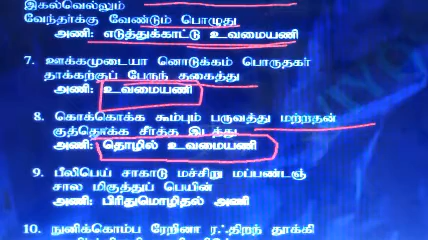 இகல்வெல்லும்
வேந்தர்க்கு வேண்டும் பொழுது
அணி: எடுத்துக்காட்டு உவமையணி
7. ஊக்கமுடையா னொடுக்கம் பொருதகர்
தாக்கற்குப் பேருந் தகைத்து
அணி: உவமையணி
8. கொக்கொக்க கூம்பும் பருவத்து மற்றதன்
குத்தொக்க சீர்த்த இடத்து
அணி: தொழில் உவமையணி
9. பீலிபெய் சாகாடு மச்சிறு மப்பண்டஞ்
சால மிகுத்துப் பெயின்
அணி: பிரிதுமொழிதல் அணி
10. நுனிக்கொம்ப ரேறினா ரஃதிறந் தூக்கி